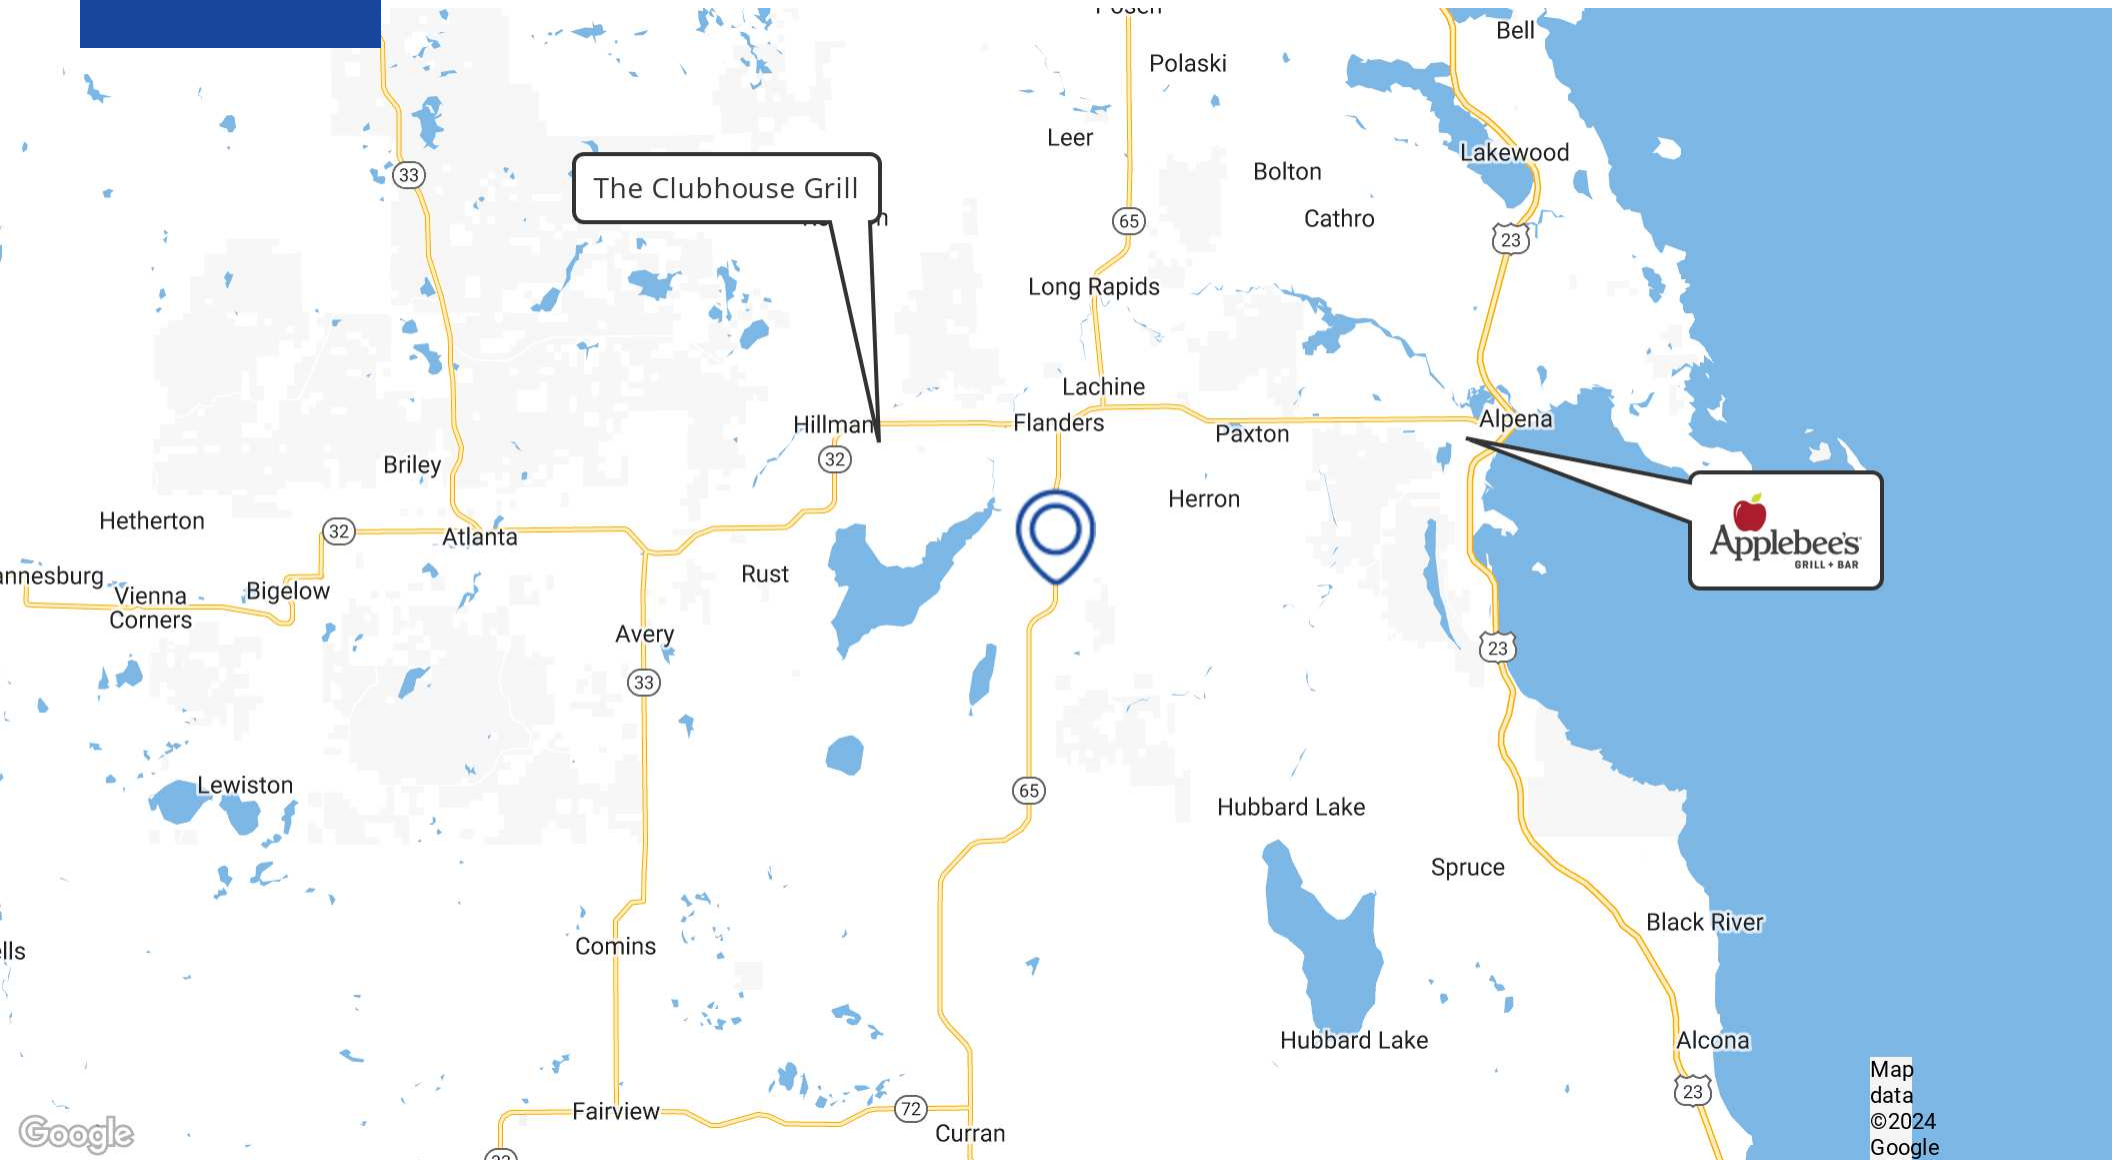 Bell
Polaski
Leer
Lakewood
Bolton
33
The Clubhouse Grill
Cathro
65
23
Long Rapids
Lachine
Hillman
Flanders
Alpena
Paxton
32
Briley
Herron
Hetherton
32
Atlanta
Applebee's
GRILL + BAR
Rust
annesburg
Bigelow
Vienna
Corners
Avery
23
33
Lewiston
65
Hubbard Lake
Spruce
Black River
Comins
lls
Hubbard Lake
Alcona
Map
data
©2024
Google
23
Fairview
72
Curran
Google